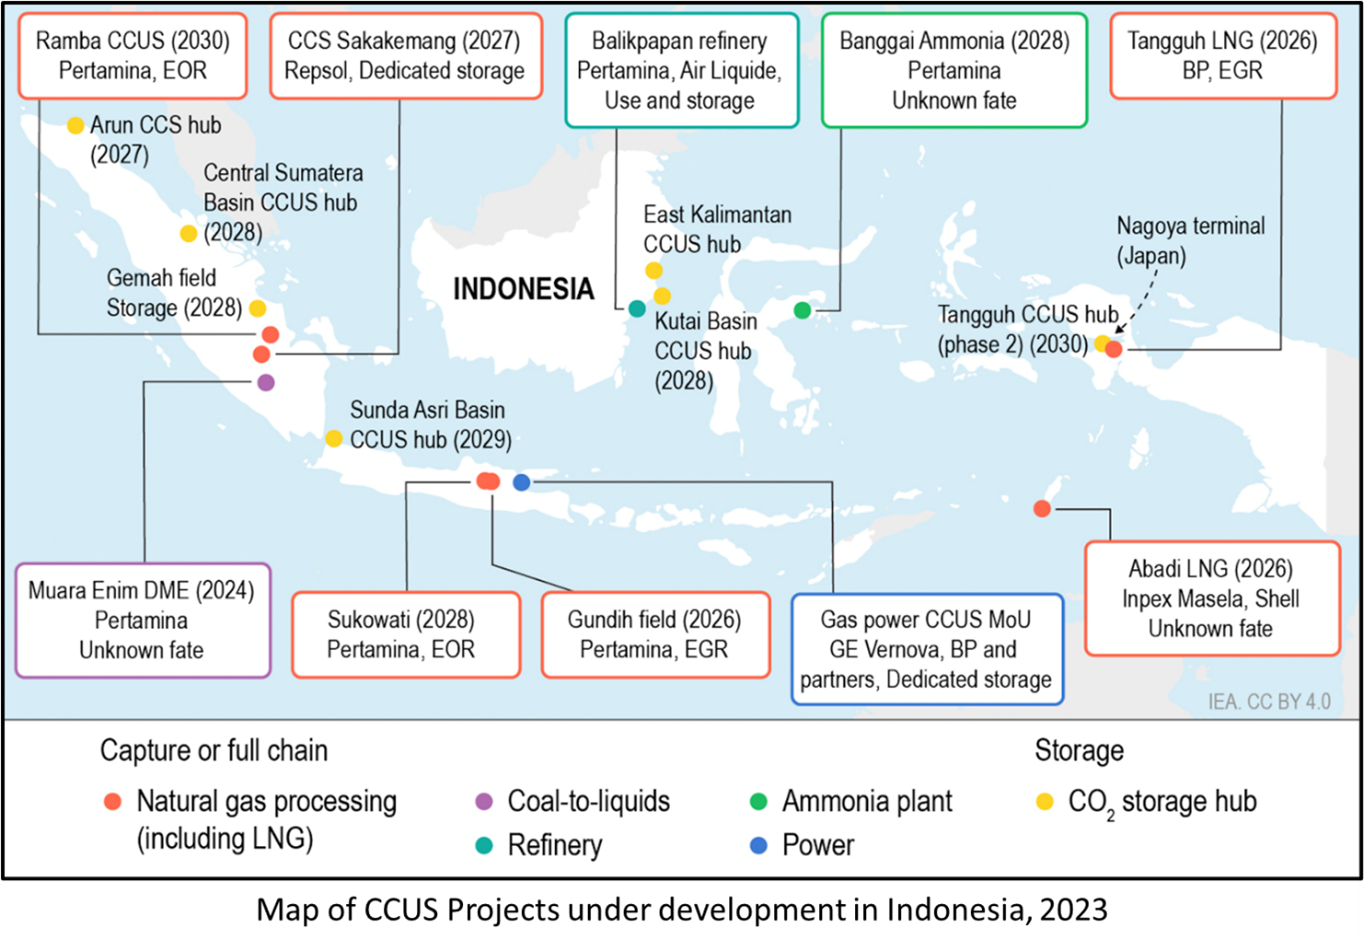 Ramba CCUS (2030)
Pertamina, EOR
CCS Sakakemang (2027)
Repsol, Dedicated storage
Balikpapan refinery
Pertamina, Air Liquide,
Use and storage
Banggai Ammonia (2028)
Pertamina
Unknown fate
Tangguh LNG (2026)
BP, EGR
Arun CCS hub
(2027)
Central Sumatera
Basin CCUS hub
(2028)
Gemah field
Storage (2028)
INDONESIA
East Kalimantan
CCUS hub
Kutai Basin
CCUS hub
(2028)
Nagoya terminal
(Japan)
Tangguh CCUS hub
(phase 2) (2030)
Sunda Asri Basin
CCUS hub (2029)
Muara Enim DME (2024)
Pertamina
Unknown fate
Sukowati (2028)
Pertamina, EOR
Gundih field (2026)
Pertamina, EGR
Gas power CCUS MoU
GE Vernova, BP and
partners, Dedicated storage
Abadi LNG (2026)
Inpex Masela, Shell
Unknown fate
IEA. CC BY 4.0
Capture or full chain
Storage
Natural gas processing
(including LNG)
Coal-to-liquids
Refinery
Ammonia plant
Power
CO2 storage hub
Map of CCUS Projects under development in Indonesia, 2023